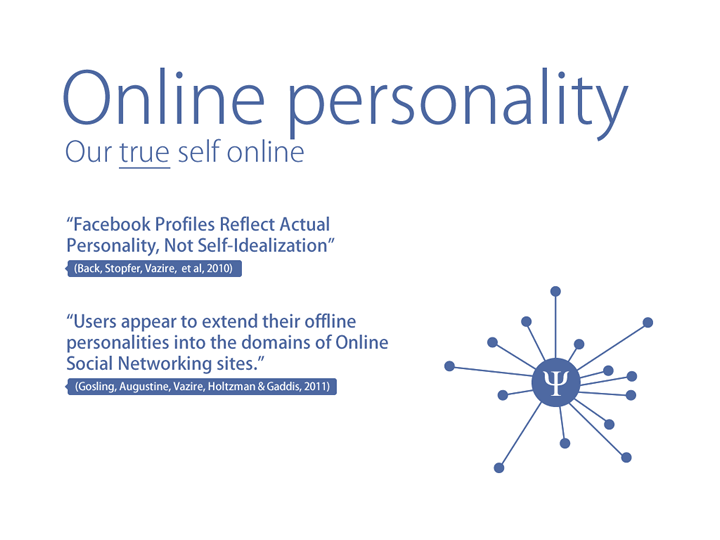 Online personality
Our true self online
“Facebook Profiles Reflect Actual
Personality, Not Self-Idealization”
(Back, Stopfer, Vazire, et al, 2010)
“Users appear to extend their offline
personalities into the domains of Online
Social Networking sites.”
(Gosling, Augustine, Vazire, Holtzman & Gaddis, 2011)
Ψ